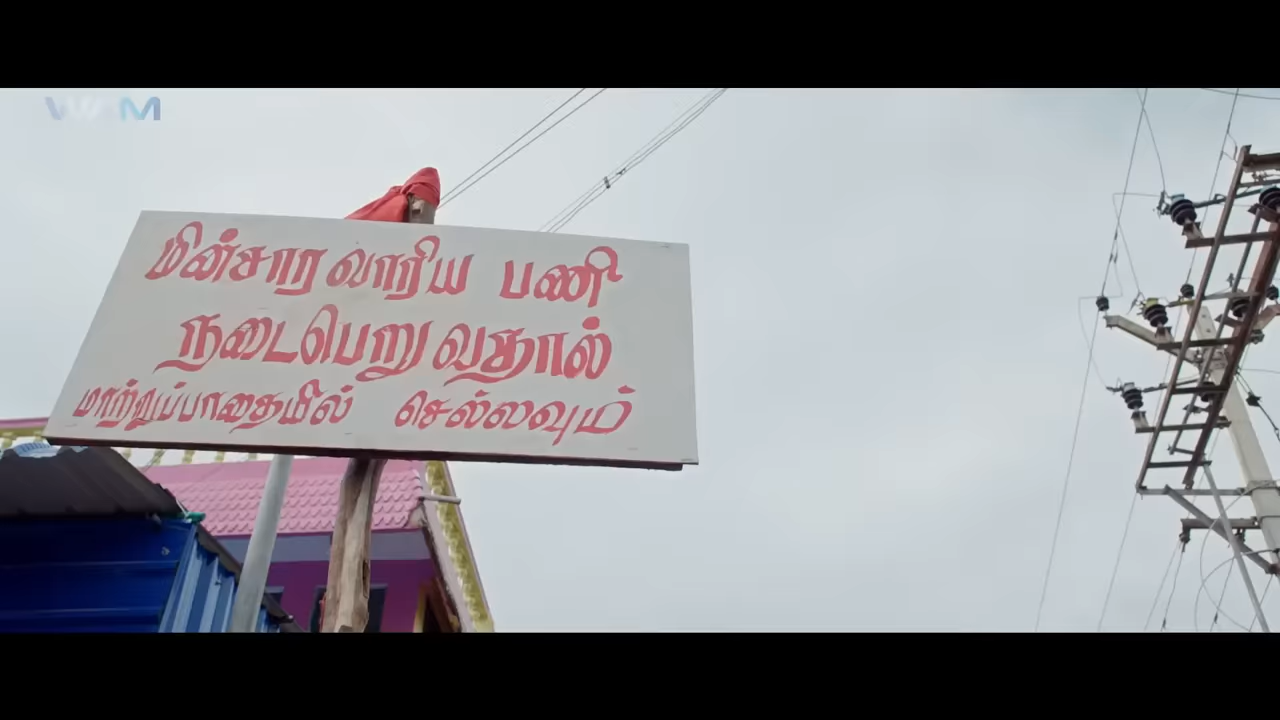 மின்சார வாரிய பணி
நடைபெறுவதால்
மாற்றுப்பாதையில் செல்லவும்